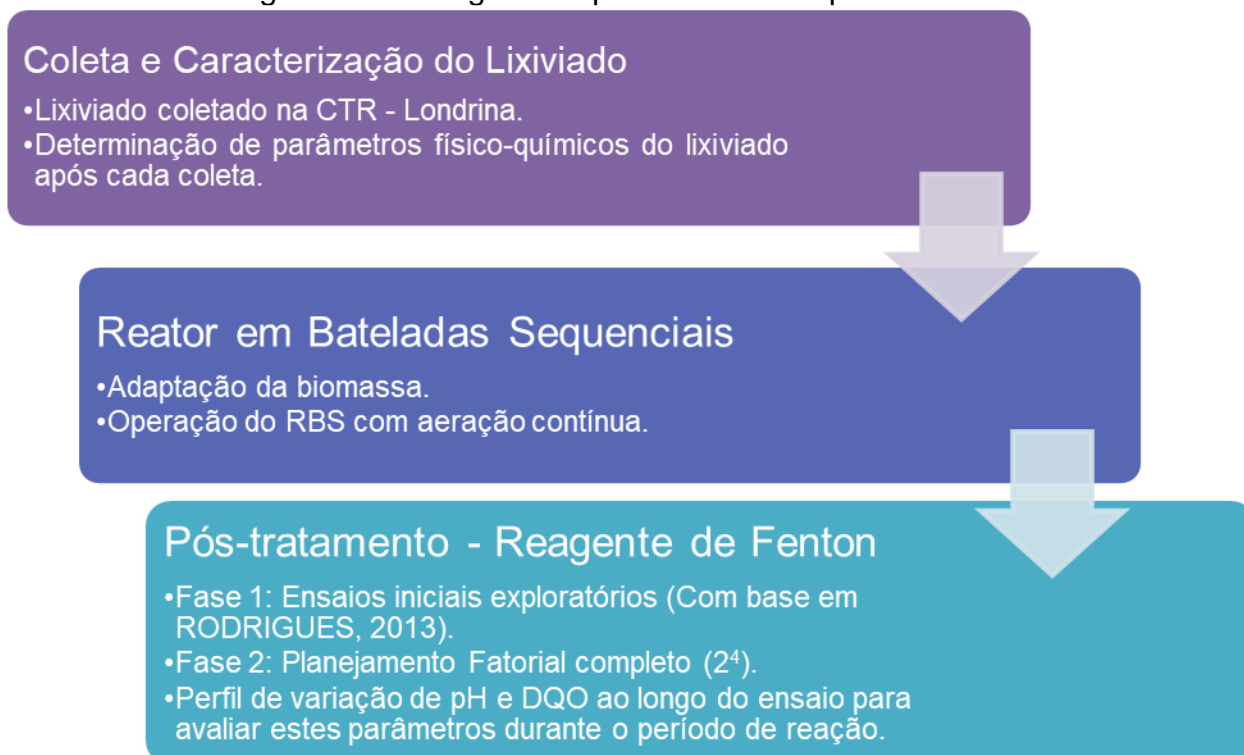 Coleta e Caracterização do Lixiviado
•Lixiviado coletado na CTR - Londrina.
•Determinação de parâmetros físico-químicos do lixiviado
após cada coleta.
Reator em Bateladas Sequenciais
•Adaptação da biomassa.
•Operação do RBS com aeração contínua.
Pós-tratamento - Reagente de Fenton
•Fase 1: Ensaios iniciais exploratórios (Com base em
RODRIGUES, 2013).
•Fase 2: Planejamento Fatorial completo (2⁴).
•Perfil de variação de pH e DQO ao longo do ensaio para
avaliar estes parâmetros durante o período de reação.